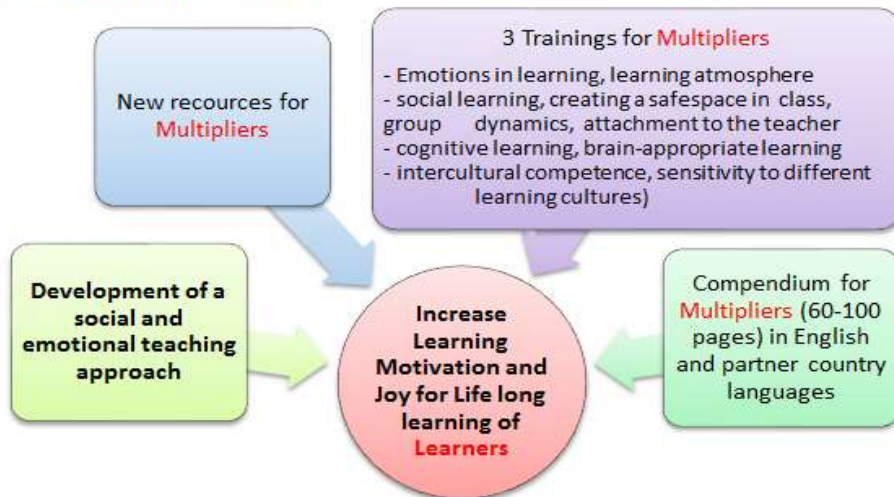 New recources for
Multipliers
3 Trainings for Multipliers
- Emotions in learning, learning atmosphere
- social learning, creating a safespace in class,
group dynamics, attachment to the teacher
- cognitive learning, brain-appropriate learning
- intercultural competence, sensitivity to different
learning cultures)
Development of a
social and
emotional teaching
approach
Increase
Learning
Motivation and
Joy for Life long
learning of
Learners
Compendium for
Multipliers (60-100
pages) in English
and partner country
languages